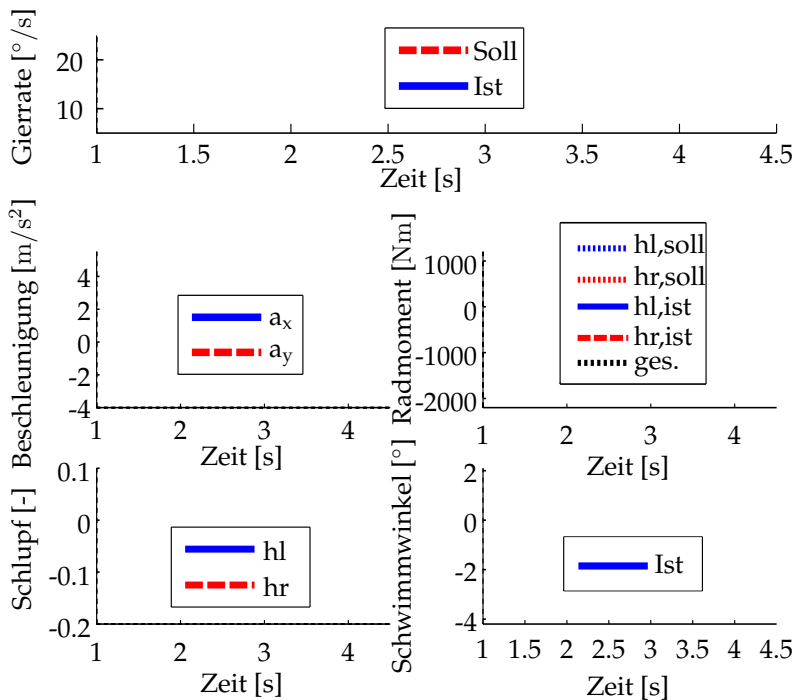 Gierrate [°/s]
20
10
Soll
Ist
1 1.5 2 2.5 3 3.5 4 4.5
Zeit [s]
Beschleunigung [m/s²]
4
2
0
-2
-4
a_x
a_y
1 2 3 4
Zeit [s]
Radmoment [Nm]
1000
0
-1000
-2000
hl,soll
hr,soll
hl,ist
hr,ist
ges.
1 2 3 4
Zeit [s]
Schlupf [-]
0.1
0
-0.1
-0.2
hl
hr
1 2 3 4
Zeit [s]
Schwimmwinkel [°]
2
0
-2
-4
Ist
1 1.5 2 2.5 3 3.5 4 4.5
Zeit [s]